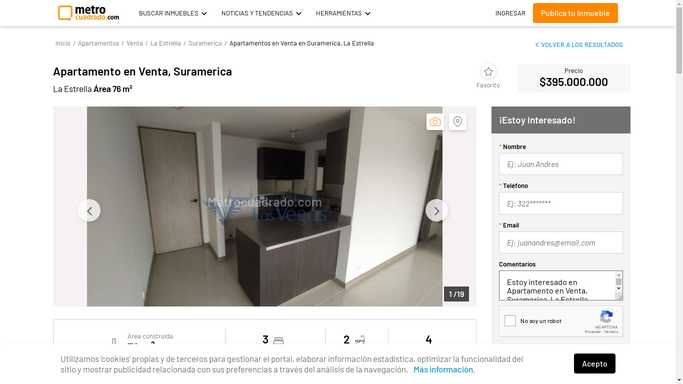 metro
cuadrado.com
BUSCAR INMUEBLES
NOTICIAS Y TENDENCIAS
HERRAMIENTAS
INGRESAR
Publica tu Inmueble
Inicio / Apartamentos / Venta / La Estrella / Suramerica / Apartamentos en Venta en Suramerica, La Estrella
VOLVER A LOS RESULTADOS
Apartamento en Venta, Suramerica
La Estrella Área 76 m²
Favorito
Precio
$395.000.000
Metrocuadrado.com
Las Vegas
1 /19
¡Estoy Interesado!
* Nombre
Ej: Juan Andres
* Teléfono
Ej: 322*******
* Email
Ej: juanandres@email.com
Comentarios
Estoy interesado en
Apartamento en Venta,
Suramerica, La Estrella
No soy un robot
reCAPTCHA
Privacidad - Términos
Área construida
3
2
4
Utilizamos 'cookies' propias y de terceros para gestionar el portal, elaborar información estadística, optimizar la funcionalidad del
sitio y mostrar publicidad relacionada con sus preferencias a través del análisis de la navegación. Más información.
Acepto